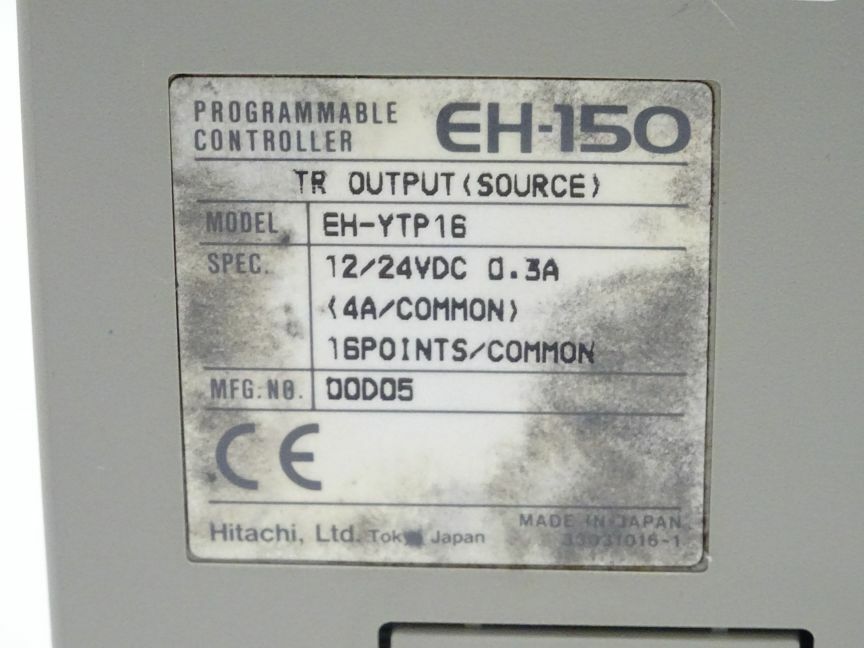 PROGRAMMABLE
CONTROLLER
EH-150
TR OUTPUT(SOURCE)
MODEL EH-YTP16
SPEC. 12/24VDC 0.3A
(4A/COMMON)
16POINTS/COMMON
MFG. NO. 00D05
CE
Hitachi, Ltd. Japan
MADE IN JAPAN